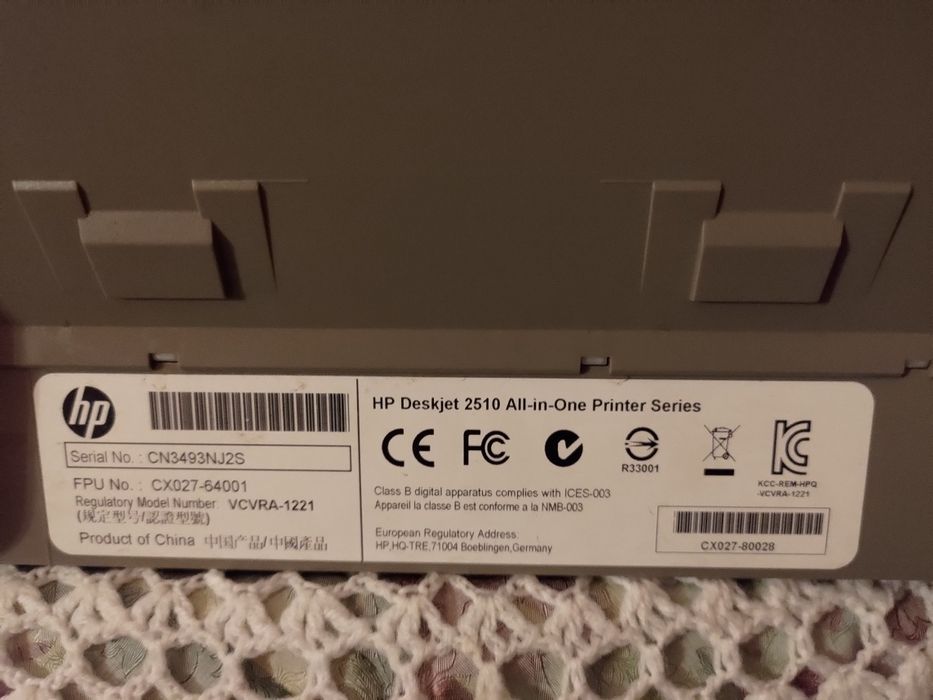 hp
Serial No. : CN3493NJ2S
FPU No. : CX027-64001
Regulatory Model Number: VCVRA-1221
(规定型号/認證型號)
Product of China 中国产品/中國產品
HP Deskjet 2510 All-in-One Printer Series
CE FC
R33001
KCC-REM-HPQ
-VCVRA-1221
Class B digital apparatus complies with ICES-003
Appareil la classe B est conforme a la NMB-003
European Regulatory Address:
HP,HQ-TRE,71004 Boeblingen,Germany
CX027-80028